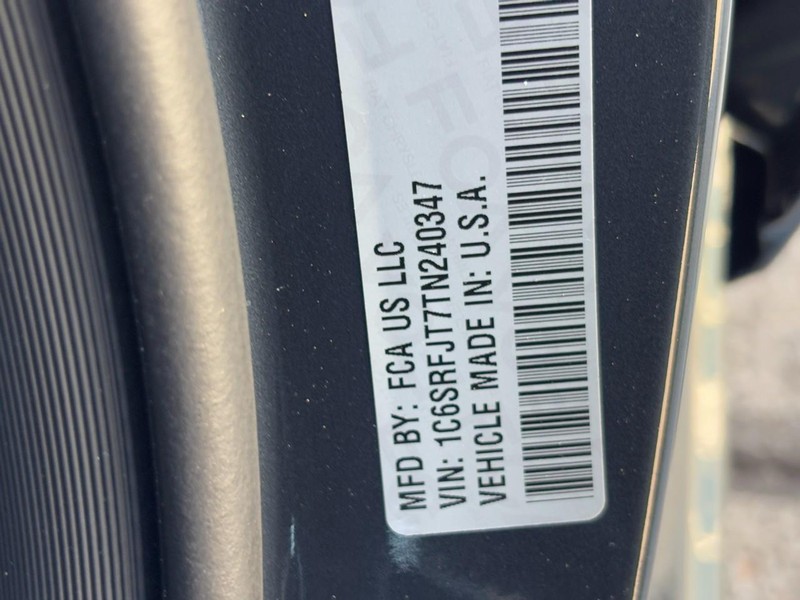 MFD BY: FCA US LLC
VIN: 1C6SRFJT7TN240347
VEHICLE MADE IN: U.S.A.